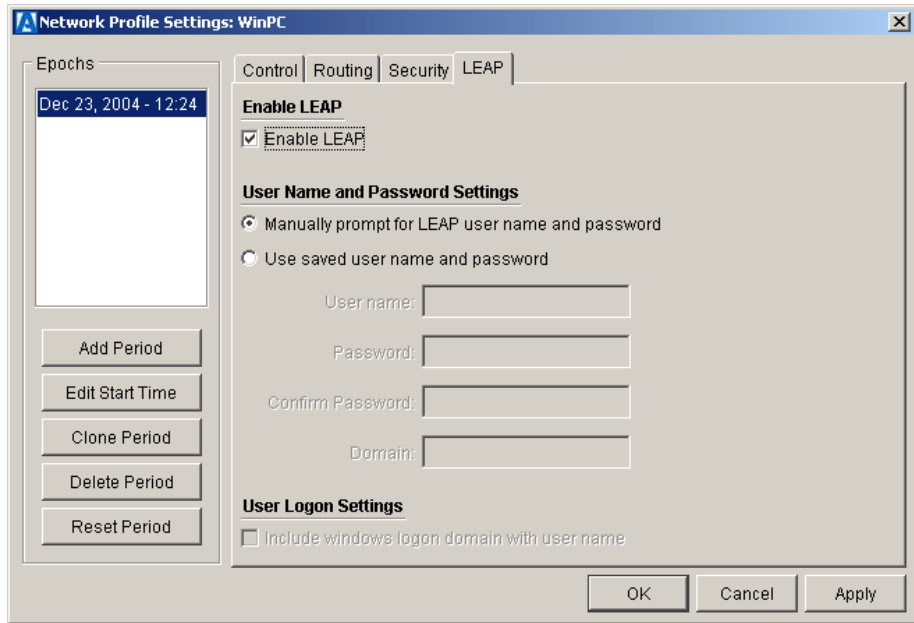 Network Profile Settings: WinPC
Epochs
Dec 23, 2004 - 12:24
Add Period
Edit Start Time
Clone Period
Delete Period
Reset Period
Control Routing Security LEAP
Enable LEAP
Enable LEAP
User Name and Password Settings
Manually prompt for LEAP user name and password
Use saved user name and password
User name:
Password:
Confirm Password:
Domain:
User Logon Settings
Include windows logon domain with user name
OK Cancel Apply